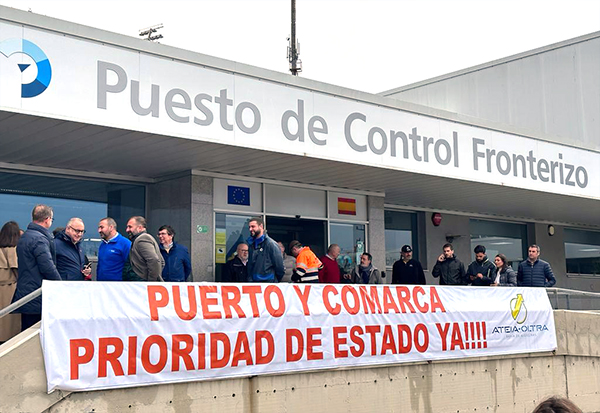 Puesto de Control Fronterizo
PUERTO Y COMARCA
PRIORIDAD DE ESTADO YA!!!!
ATEIA-OLTRA